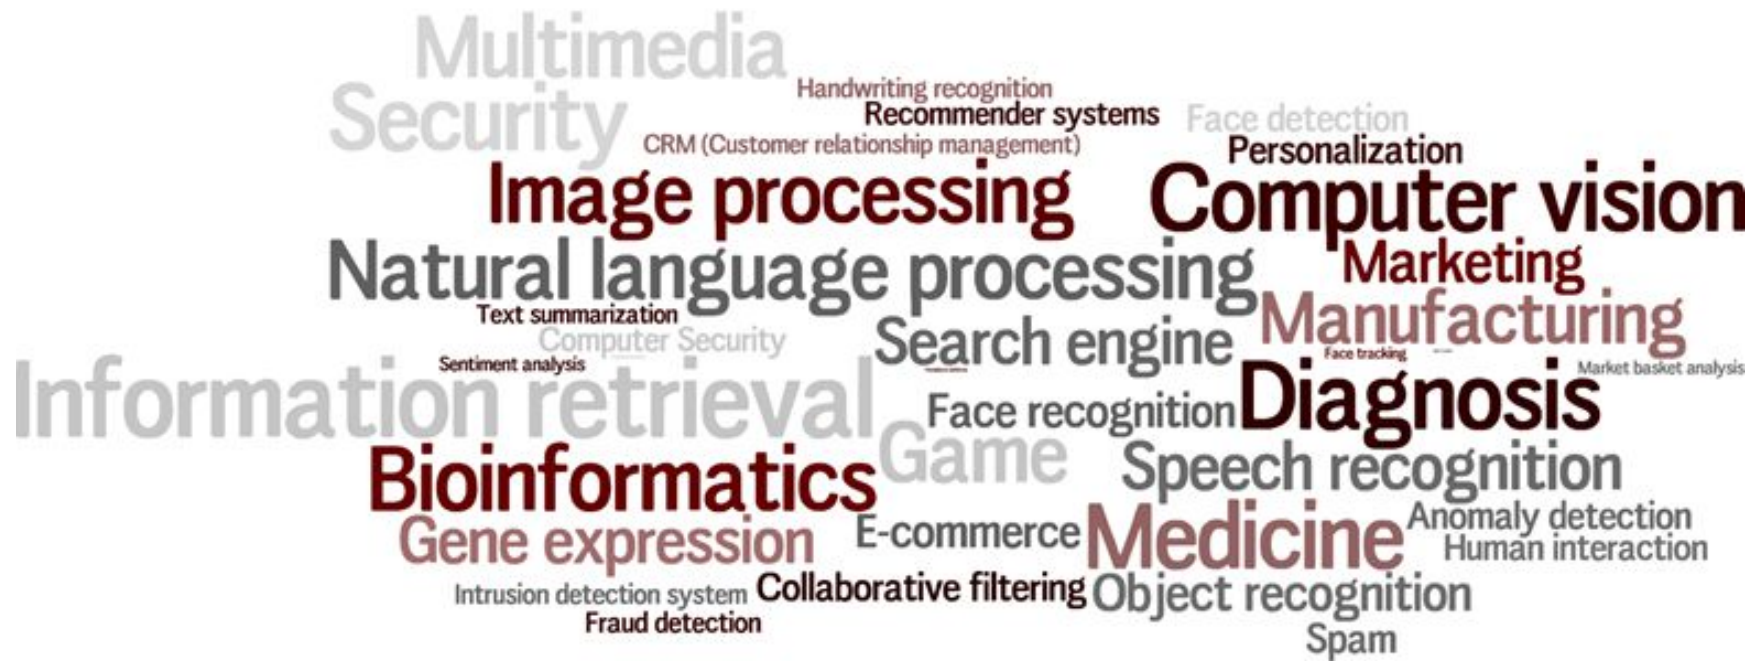 Multimedia
Security
Handwriting recognition
Recommender systems
Face detection
CRM (Customer relationship management)
Personalization
Image processing
Computer vision
Natural language processing
Marketing
Manufacturing
Text summarization
Computer Security
Search engine
Face tracking
Sentiment analysis
Market basket analysis
Information retrieval
Face recognition
Diagnosis
Game
Bioinformatics
Speech recognition
Gene expression
E-commerce
Medicine
Anomaly detection
Human interaction
Intrusion detection system
Collaborative filtering
Object recognition
Fraud detection
Spam